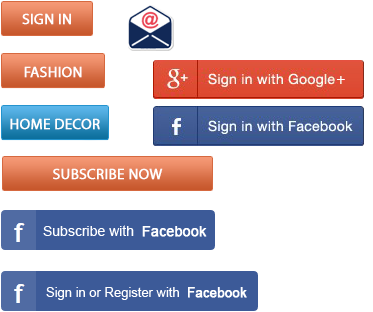 SIGN IN
@
FASHION
g+ Sign in with Google+
HOME DECOR
f Sign in with Facebook
SUBSCRIBE NOW
f Subscribe with Facebook
f Sign in or Register with Facebook